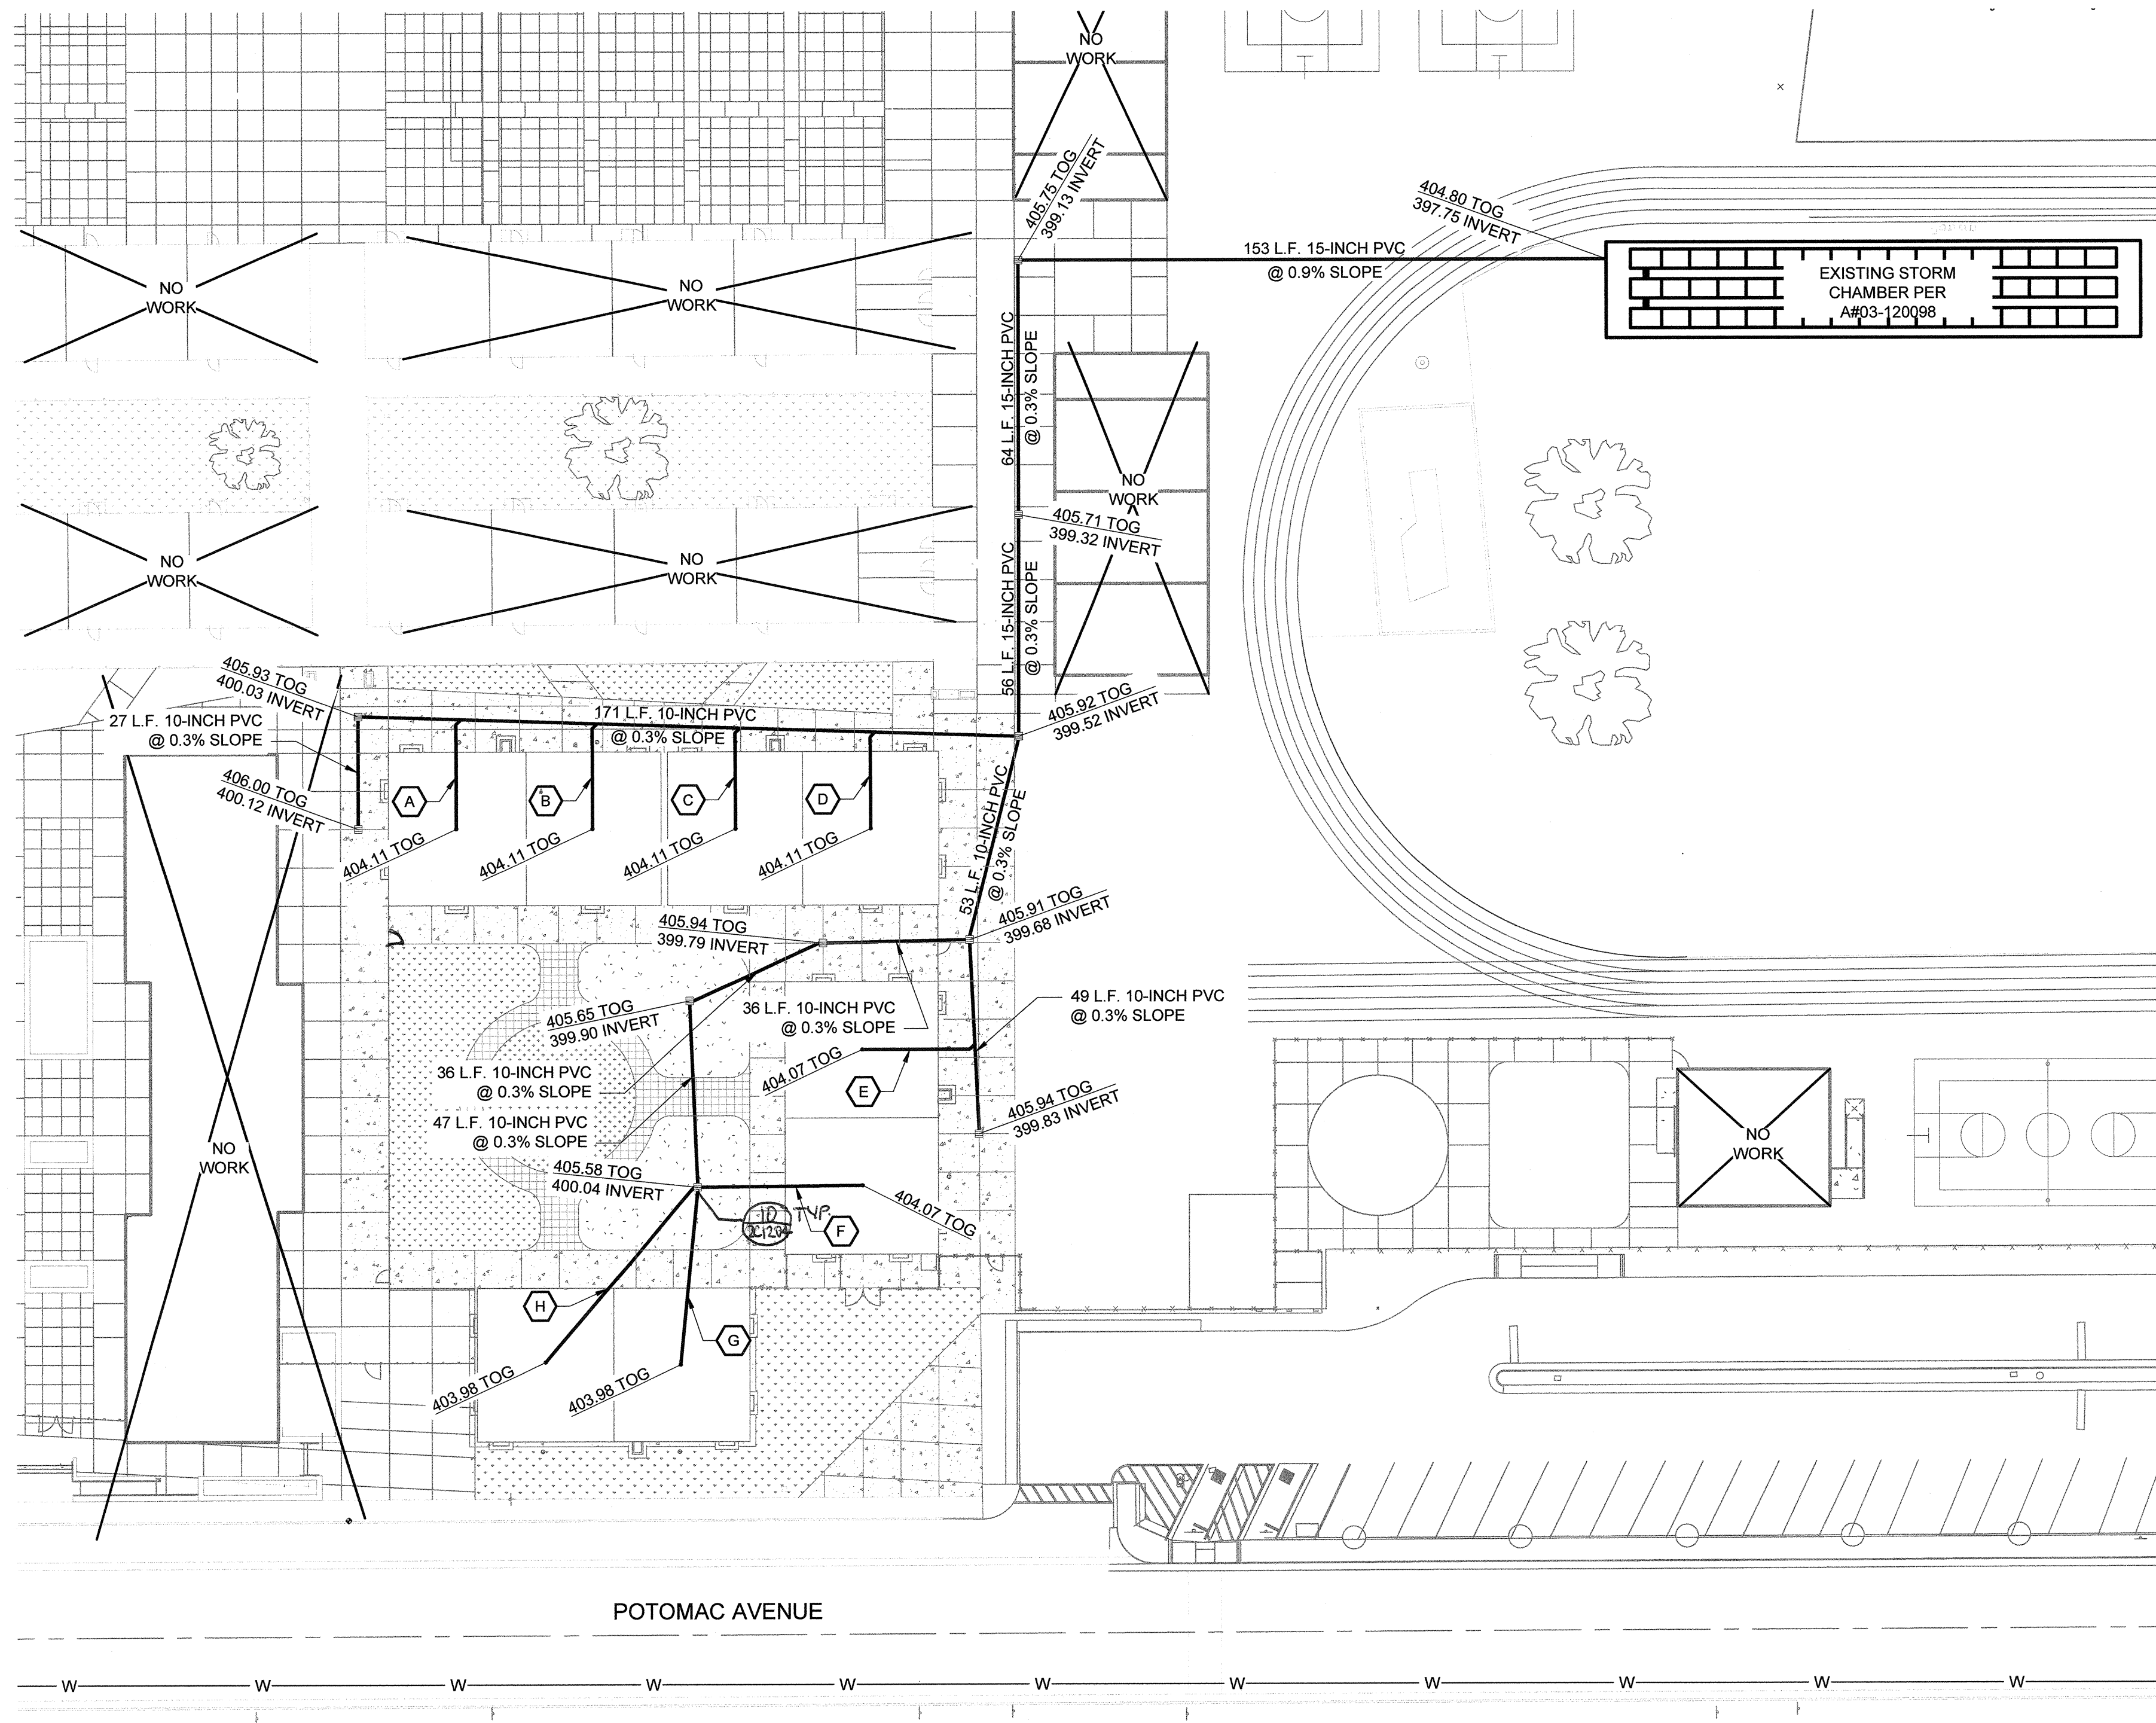 NO
WORK
405.75 TOG
399.13 INVERT
404.80 TOG
397.75 INVERT
153 L.F. 15-INCH PVC
@ 0.9% SLOPE
EXISTING STORM
CHAMBER PER
A#03-120098
NO
WORK
NO
WORK
64 L.F. 15-INCH PVC
@ 0.3% SLOPE
NO
WORK
405.71 TOG
399.32 INVERT
NO
WORK
NO
WORK
56 L.F. 15-INCH PVC
@ 0.3% SLOPE
405.93 TOG
400.03 INVERT
27 L.F. 10-INCH PVC
@ 0.3% SLOPE
171 L.F. 10-INCH PVC
@ 0.3% SLOPE
405.92 TOG
399.52 INVERT
406.00 TOG
400.12 INVERT
A
B
C
D
404.11 TOG
404.11 TOG
404.11 TOG
404.11 TOG
53 L.F. 10-INCH PVC
@ 0.3% SLOPE
405.94 TOG
399.79 INVERT
405.91 TOG
399.68 INVERT
405.65 TOG
399.90 INVERT
36 L.F. 10-INCH PVC
@ 0.3% SLOPE
49 L.F. 10-INCH PVC
@ 0.3% SLOPE
404.07 TOG
E
36 L.F. 10-INCH PVC
@ 0.3% SLOPE
47 L.F. 10-INCH PVC
@ 0.3% SLOPE
405.94 TOG
399.83 INVERT
NO
WORK
NO
WORK
405.58 TOG
400.04 INVERT
404.07 TOG
10
TYP.
F
H
G
403.98 TOG
403.98 TOG
POTOMAC AVENUE
W W W W W W W W W W W